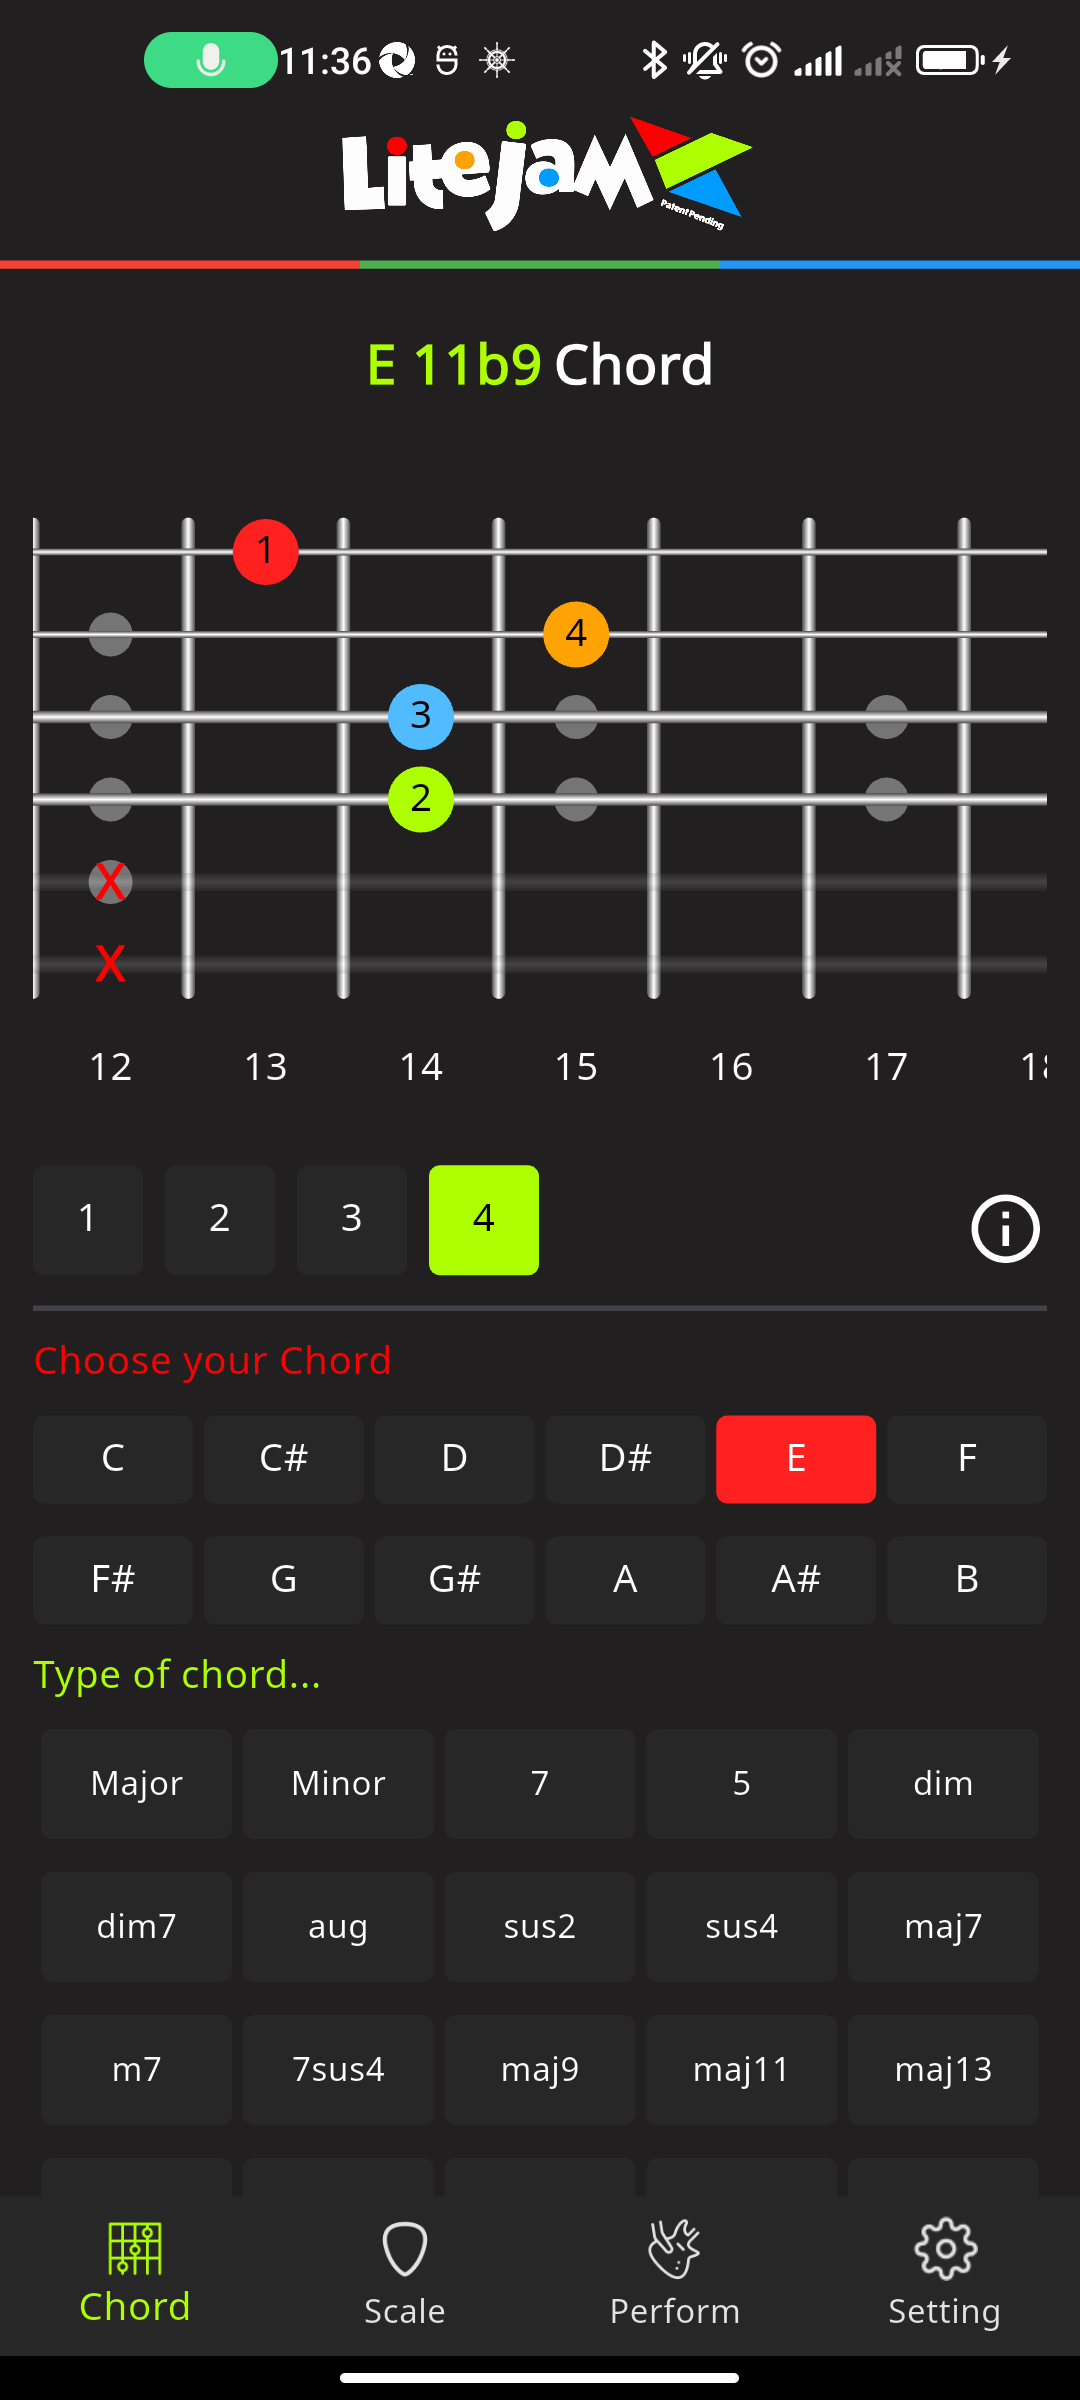 11:36
LiteJam
Patent Pending
E 11b9 Chord
1
4
3
2
X
X
12 13 14 15 16 17
1 2 3 4
Choose your Chord
C C# D D# E F
F# G G# A A# B
Type of chord...
Major Minor 7 5 dim
dim7 aug sus2 sus4 maj7
m7 7sus4 maj9 maj11 maj13
Chord Scale Perform Setting